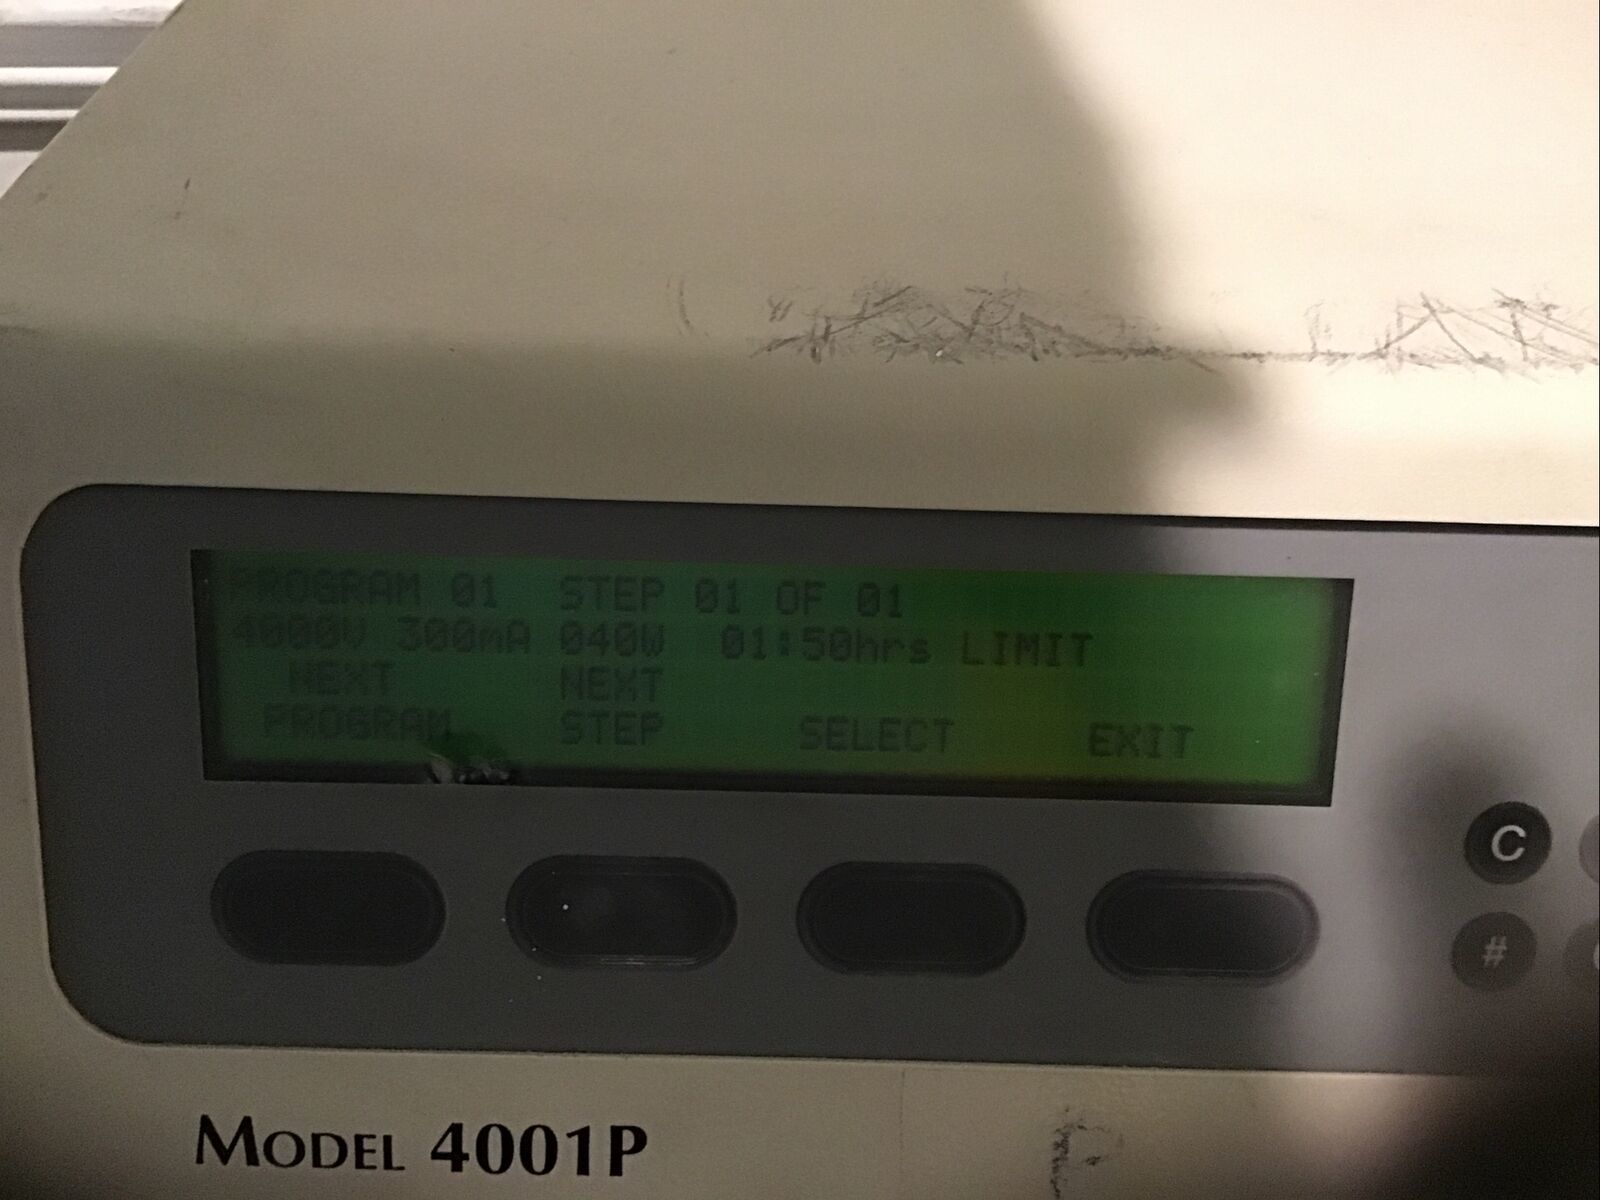 PROGRAM 01 STEP 01 OF 01
4000V 300mA 040W 01:50hrs LIMIT
NEXT NEXT
PROGRAM STEP SELECT EXIT
C
#
MODEL 4001P